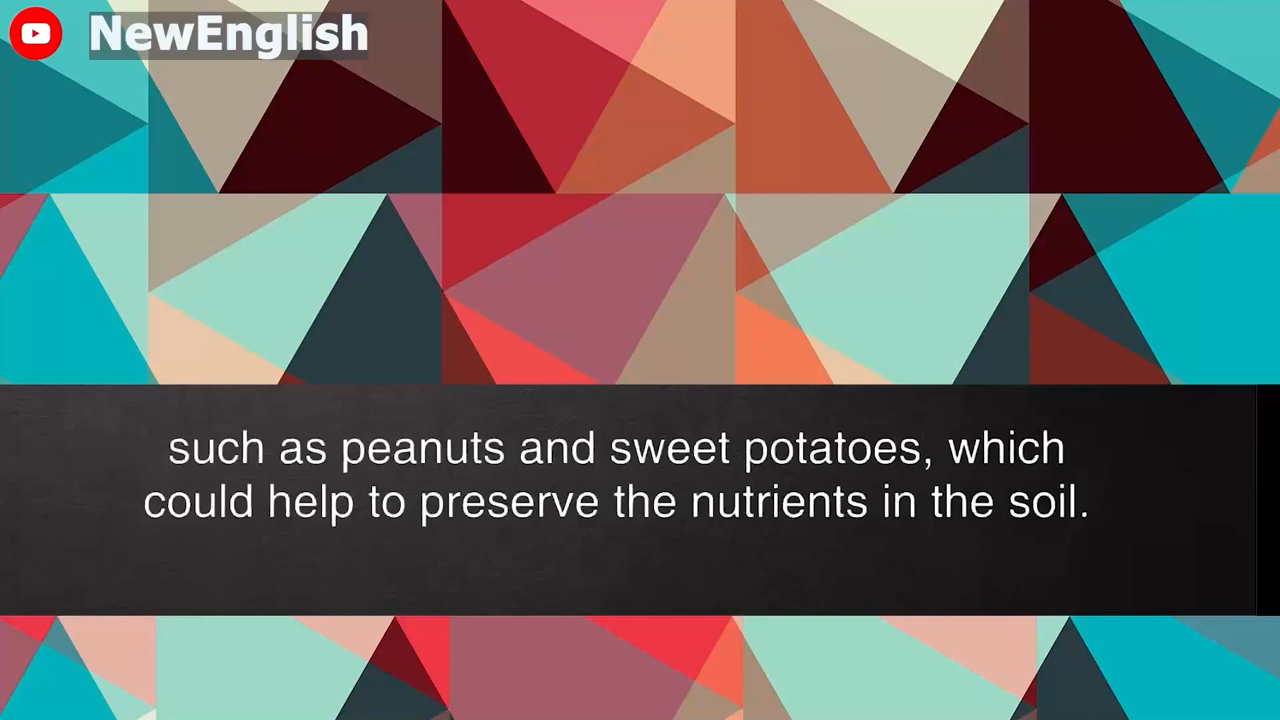 NewEnglish
such as peanuts and sweet potatoes, which
could help to preserve the nutrients in the soil.